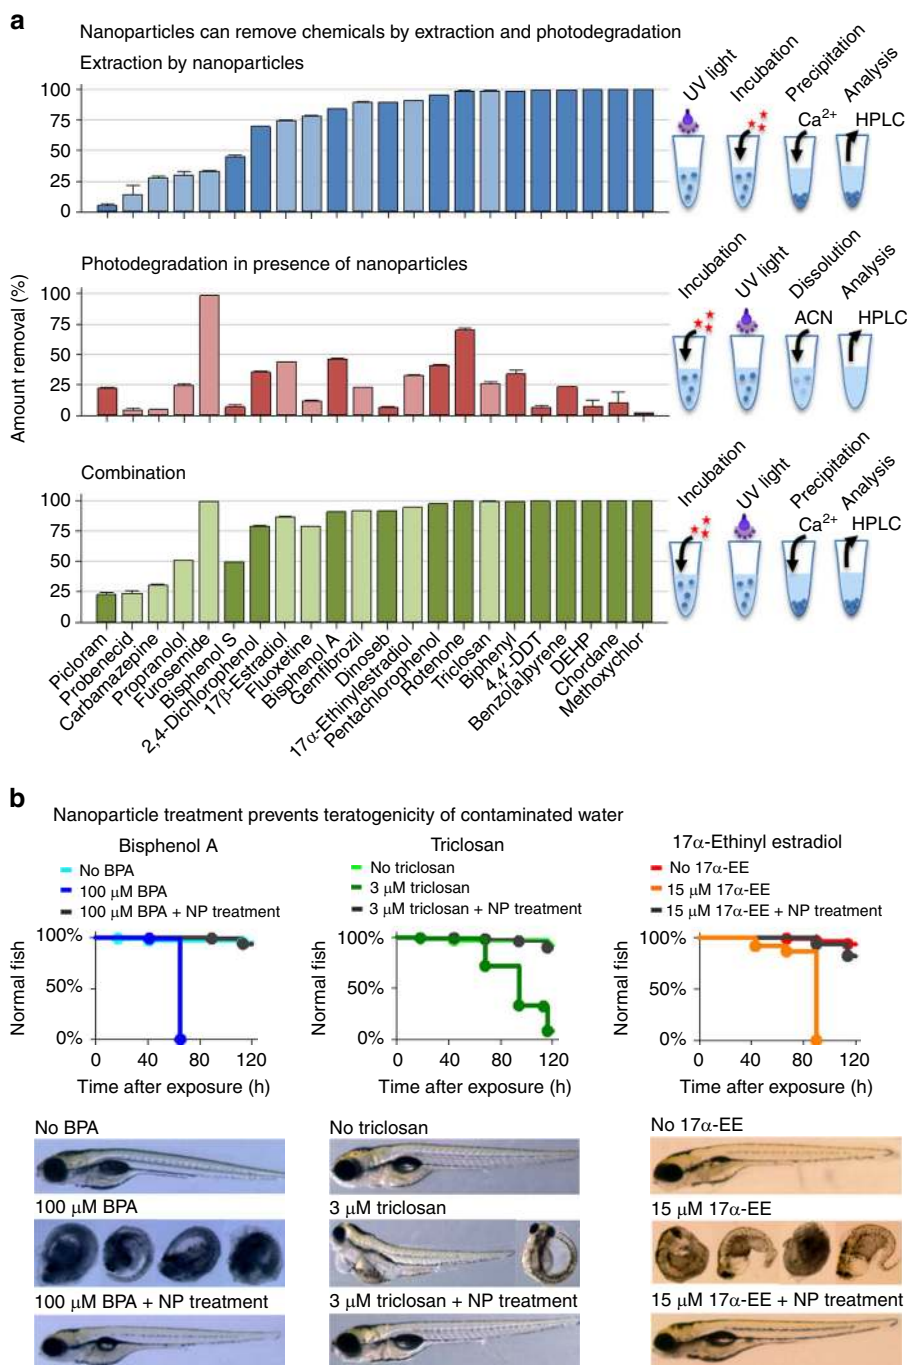 a
Nanoparticles can remove chemicals by extraction and photodegradation
Extraction by nanoparticles
100
75
50
25
0
UV light
Incubation
Precipitation
Analysis
Ca2+
HPLC
Photodegradation in presence of nanoparticles
100
75
50
25
0
Incubation
UV light
Dissolution
Analysis
ACN
HPLC
Amount removal (%)
Combination
100
75
50
25
0
Incubation
UV light
Precipitation
Analysis
Ca2+
HPLC
Picloram
Probenecid
Carbamazepine
Propranolol
Furosemide
Bisphenol S
2,4-Dichlorophenol
17β-Estradiol
Fluoxetine
Bisphenol A
Gemfibrozil
Dinoseb
17α-Ethinylestradiol
Pentachlorophenol
Rotenone
Triclosan
Biphenyl
4,4′-DDT
Benzo[a]pyrene
DEHP
Chordane
Methoxychlor
b
Nanoparticle treatment prevents teratogenicity of contaminated water
Bisphenol A
No BPA
100 μM BPA
100 μM BPA + NP treatment
Normal fish
100%
50%
0%
0 40 80 120
Time after exposure (h)
Triclosan
No triclosan
3 μM triclosan
3 μM triclosan + NP treatment
Normal fish
100%
50%
0%
0 40 80 120
Time after exposure (h)
17α-Ethinyl estradiol
No 17α-EE
15 μM 17α-EE
15 μM 17α-EE + NP treatment
Normal fish
100%
50%
0%
0 40 80 120
Time after exposure (h)
No BPA
100 μM BPA
100 μM BPA + NP treatment
No triclosan
3 μM triclosan
3 μM triclosan + NP treatment
No 17α-EE
15 μM 17α-EE
15 μM 17α-EE + NP treatment